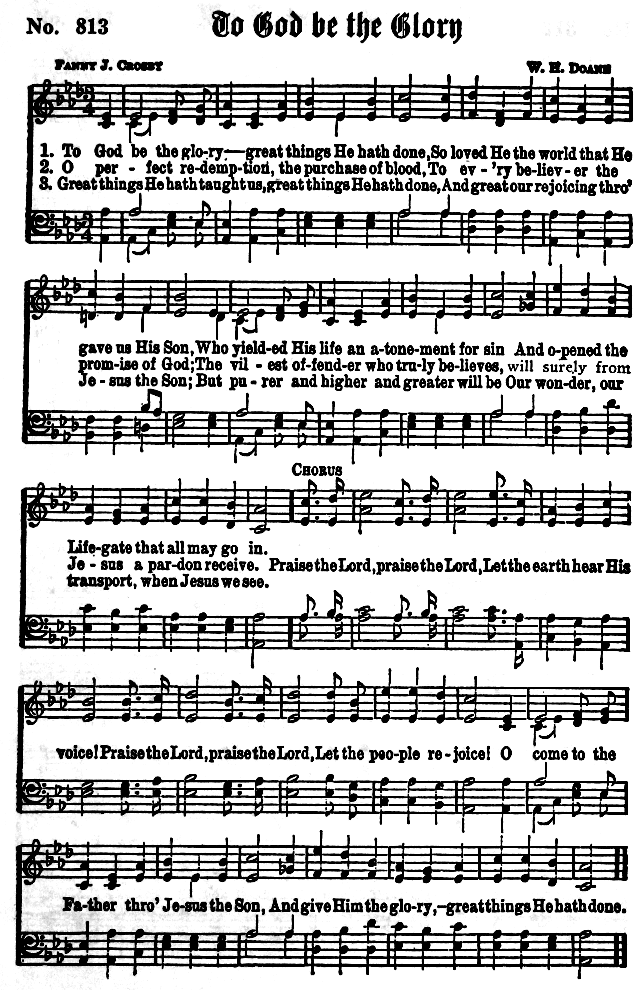 No. 813 To God be the Glory
FANNY J. CROSBY W. H. DOANE
1. To God be the glo-ry,—great things He hath done, So loved He the world that He
2. O per - fect re-demp-tion, the purchase of blood, To ev - 'ry be-liev-er the
3. Great things He hath taught us, great things He hath done, And great our rejoicing thro'
gave us His Son, Who yield-ed His life an a-tone-ment for sin And o-pened the
prom-ise of God; The vil - est of-fend-er who tru-ly be-lieves, will surely from
Je - sus the Son; But pu - rer and higher and greater will be Our won-der, our
CHORUS
Life-gate that all may go in.
Je - sus a par-don receive. Praise the Lord, praise the Lord, Let the earth hear His
transport, when Jesus we see.
voice! Praise the Lord, praise the Lord, Let the peo-ple re-joice! O come to the
Fa-ther thro' Je-sus the Son, And give Him the glo-ry,—great things He hath done.